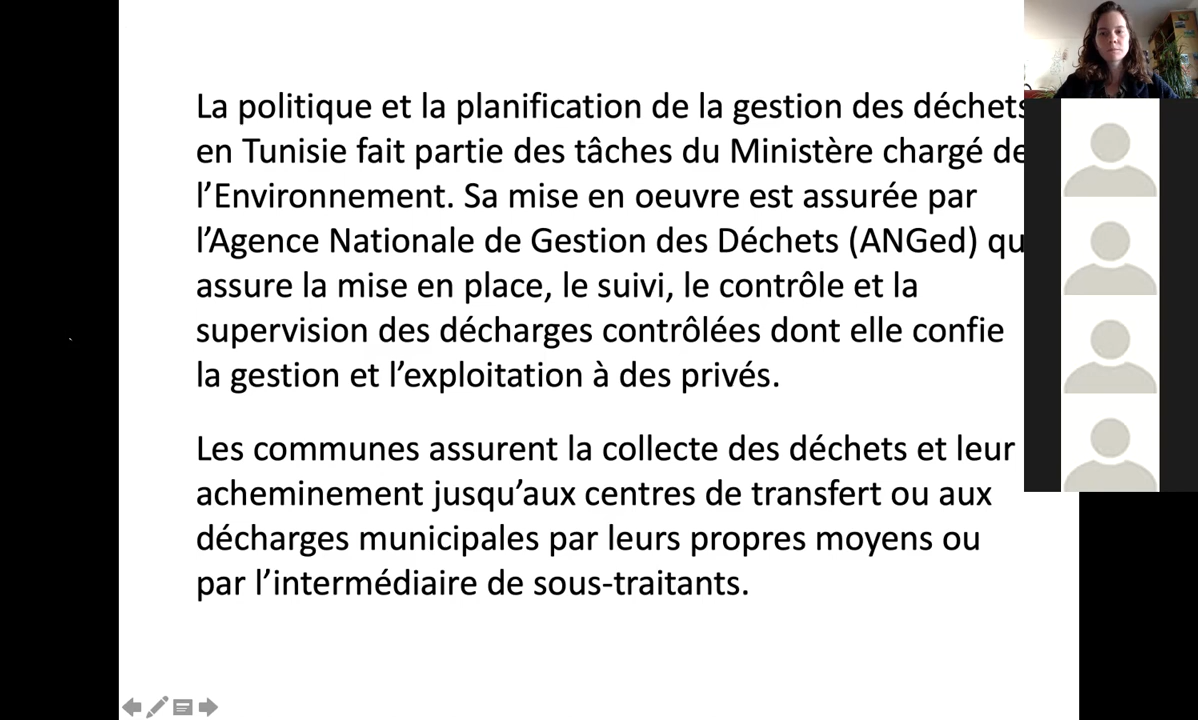 La politique et la planification de la gestion des déchets
en Tunisie fait partie des tâches du Ministère chargé de
l’Environnement. Sa mise en oeuvre est assurée par
l’Agence Nationale de Gestion des Déchets (ANGed) qu
assure la mise en place, le suivi, le contrôle et la
supervision des décharges contrôlées dont elle confie
la gestion et l’exploitation à des privés.
Les communes assurent la collecte des déchets et leur
acheminement jusqu’aux centres de transfert ou aux
décharges municipales par leurs propres moyens ou
par l’intermédiaire de sous-traitants.